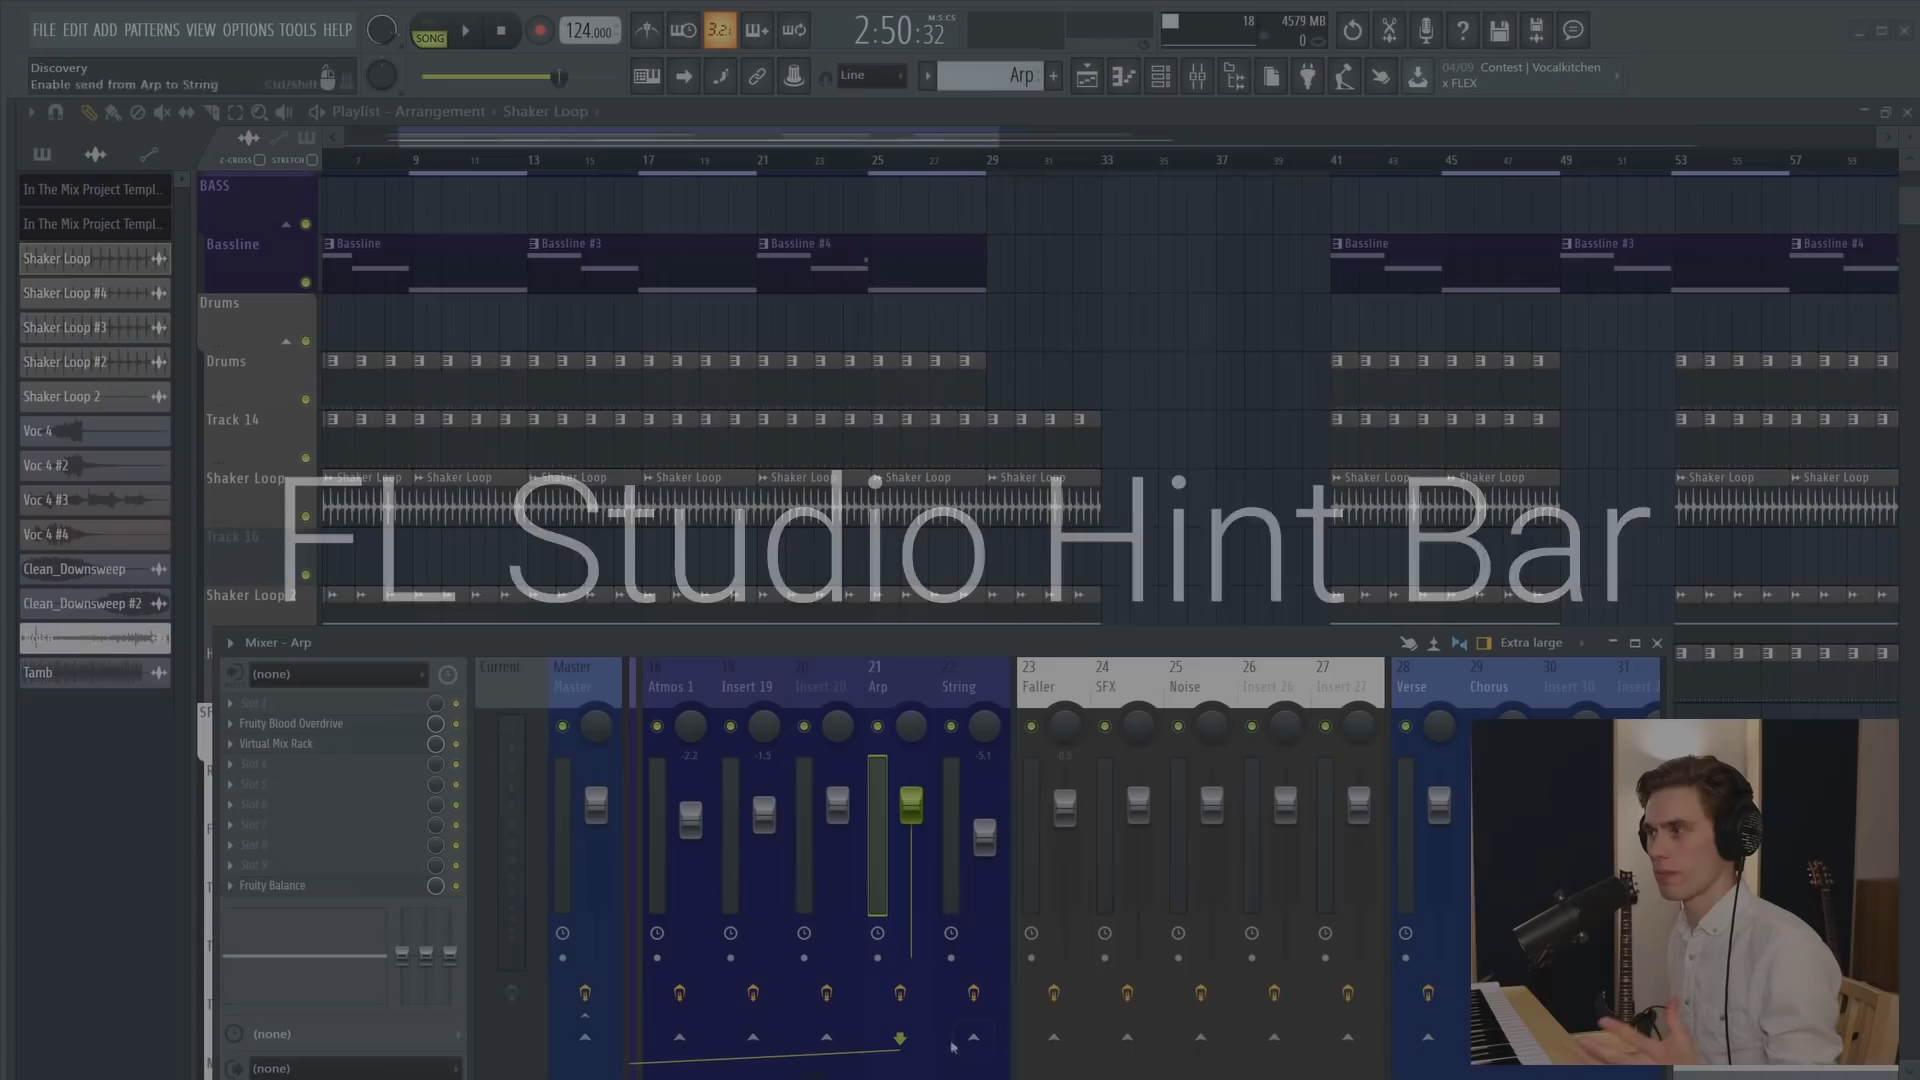 FILE EDIT ADD PATTERNS VIEW OPTIONS TOOLS HELP
SONG
124.000
3.2
2:50:32
M:S:CS
18
4579 MB
0
Discovery
Enable send from Arp to String
Ctrl/Shift
Line
Arp
04/09 Contest | Vocalkitchen
x FLEX
Playlist - Arrangement › Shaker Loop ›
Z-CROSS STRETCH
7 9 11 13 15 17 19 21 23 25 27 29 31 33 35 37 39 41 43 45 47 49 51 53 55 57 59
In The Mix Project Templ..
In The Mix Project Templ..
Shaker Loop
Shaker Loop #4
Shaker Loop #3
Shaker Loop #2
Shaker Loop 2
Voc 4
Voc 4 #2
Voc 4 #3
Voc 4 #4
Clean_Downsweep
Clean_Downsweep #2
Tamb
BASS
Bassline
Bassline Bassline #3 Bassline #4 Bassline Bassline #3 Bassline #4
Drums
Drums
Track 14
Shaker Loop
Shaker Loop Shaker Loop Shaker Loop Shaker Loop Shaker Loop Shaker Loop Shaker Loop Shaker Loop Shaker Loop Shaker Loop Shaker Loop
Track 16
Shaker Loop 2
FL Studio Hint Bar
Mixer - Arp
Extra large
(none)
Slot 1
Fruity Blood Overdrive
Virtual Mix Rack
Slot 4
Slot 5
Slot 6
Slot 7
Slot 8
Slot 9
Fruity Balance
(none)
(none)
Current
Master
Master
18 19 20 21 22 23 24 25 26 27 28 29 30 31
Atmos 1 Insert 19 Insert 20 Arp String Faller SFX Noise Insert 26 Insert 27 Verse Chorus Insert 30
-2.2 -1.5 -5.1 -0.5